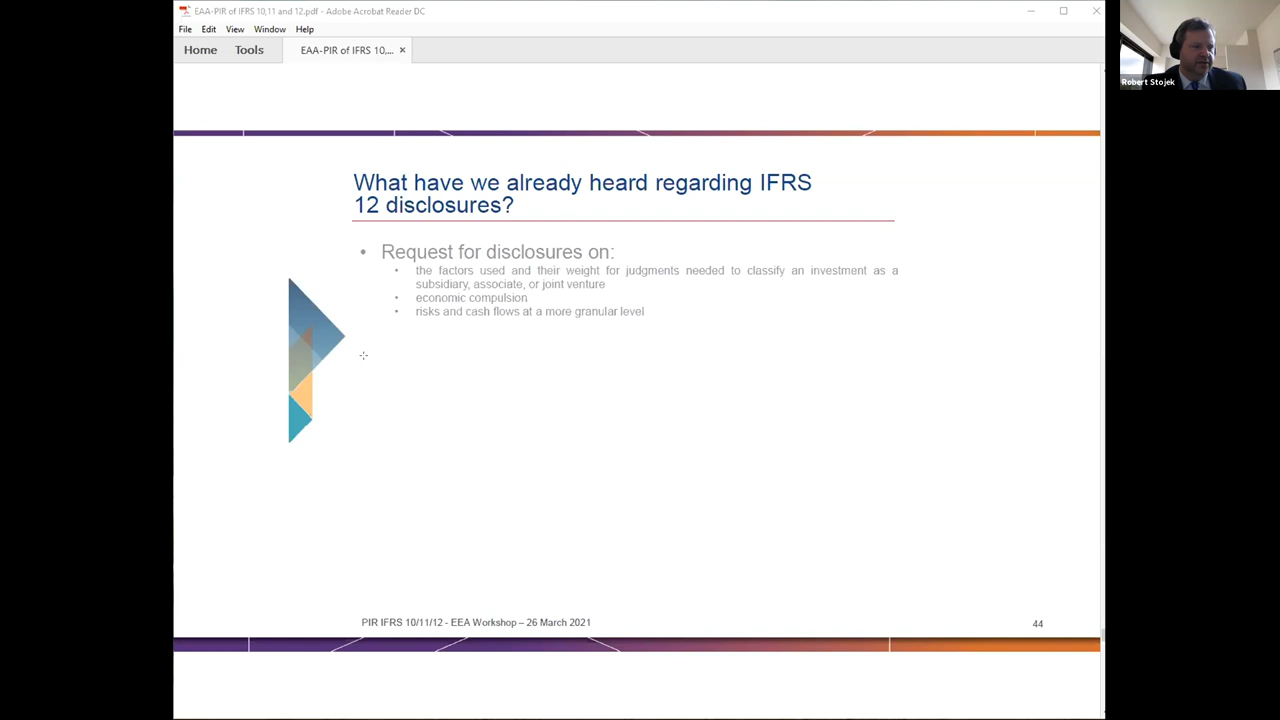 EAA-PIR of IFRS 10,11 and 12.pdf - Adobe Acrobat Reader DC
File Edit View Window Help
Home Tools EAA-PIR of IFRS 10,... ×
Robert Stojek
What have we already heard regarding IFRS
12 disclosures?
• Request for disclosures on:
• the factors used and their weight for judgments needed to classify an investment as a
subsidiary, associate, or joint venture
• economic compulsion
• risks and cash flows at a more granular level
PIR IFRS 10/11/12 - EEA Workshop – 26 March 2021
44